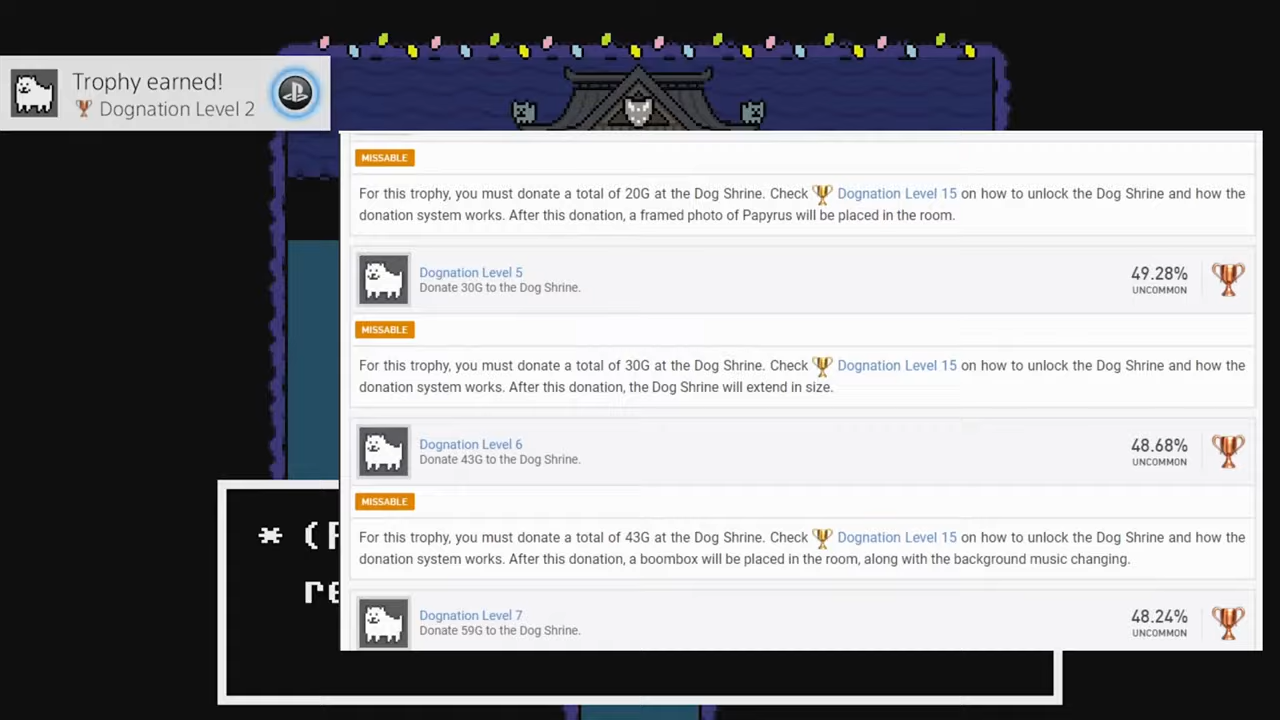 Trophy earned!
Dognation Level 2
MISSABLE
For this trophy, you must donate a total of 20G at the Dog Shrine. Check Dognation Level 15 on how to unlock the Dog Shrine and how the
donation system works. After this donation, a framed photo of Papyrus will be placed in the room.
Dognation Level 5
Donate 30G to the Dog Shrine.
49.28%
UNCOMMON
MISSABLE
For this trophy, you must donate a total of 30G at the Dog Shrine. Check Dognation Level 15 on how to unlock the Dog Shrine and how the
donation system works. After this donation, the Dog Shrine will extend in size.
Dognation Level 6
Donate 43G to the Dog Shrine.
48.68%
UNCOMMON
MISSABLE
For this trophy, you must donate a total of 43G at the Dog Shrine. Check Dognation Level 15 on how to unlock the Dog Shrine and how the
donation system works. After this donation, a boombox will be placed in the room, along with the background music changing.
Dognation Level 7
Donate 59G to the Dog Shrine.
48.24%
UNCOMMON
* (
re